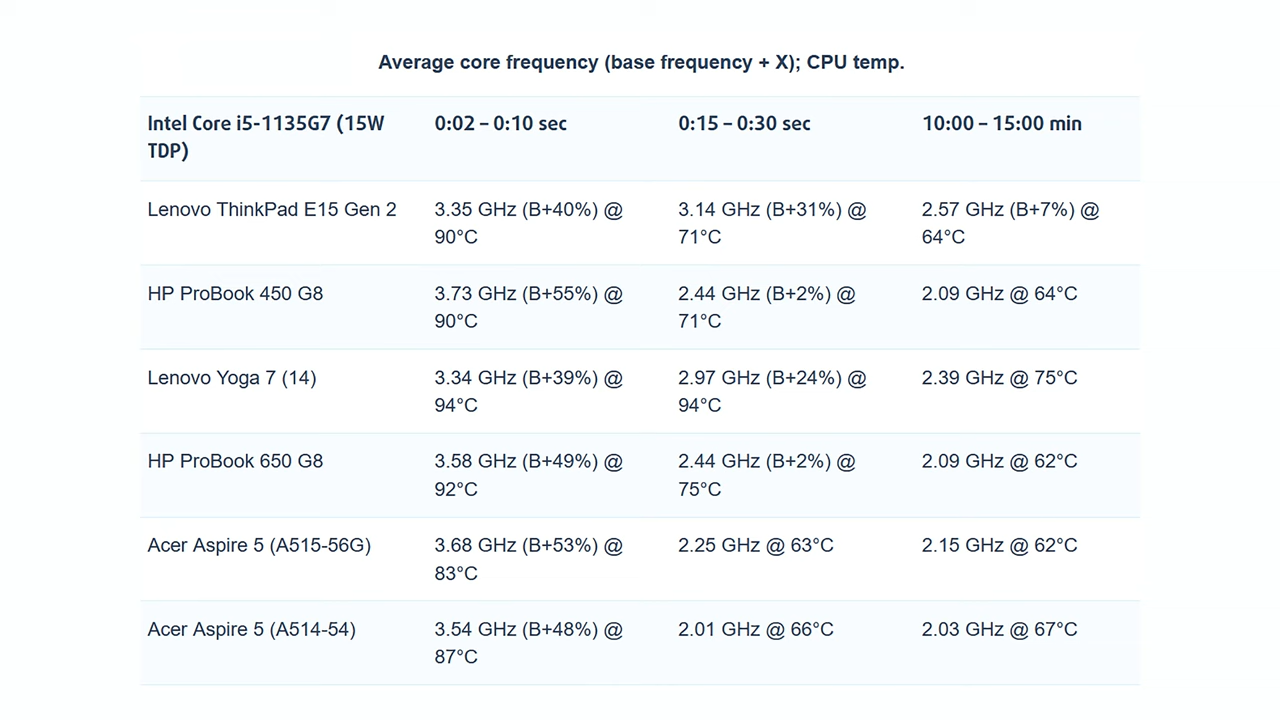 Average core frequency (base frequency + X); CPU temp.
Intel Core i5-1135G7 (15W TDP) 0:02 – 0:10 sec 0:15 – 0:30 sec 10:00 – 15:00 min
Lenovo ThinkPad E15 Gen 2 3.35 GHz (B+40%) @ 90°C 3.14 GHz (B+31%) @ 71°C 2.57 GHz (B+7%) @ 64°C
HP ProBook 450 G8 3.73 GHz (B+55%) @ 90°C 2.44 GHz (B+2%) @ 71°C 2.09 GHz @ 64°C
Lenovo Yoga 7 (14) 3.34 GHz (B+39%) @ 94°C 2.97 GHz (B+24%) @ 94°C 2.39 GHz @ 75°C
HP ProBook 650 G8 3.58 GHz (B+49%) @ 92°C 2.44 GHz (B+2%) @ 75°C 2.09 GHz @ 62°C
Acer Aspire 5 (A515-56G) 3.68 GHz (B+53%) @ 83°C 2.25 GHz @ 63°C 2.15 GHz @ 62°C
Acer Aspire 5 (A514-54) 3.54 GHz (B+48%) @ 87°C 2.01 GHz @ 66°C 2.03 GHz @ 67°C